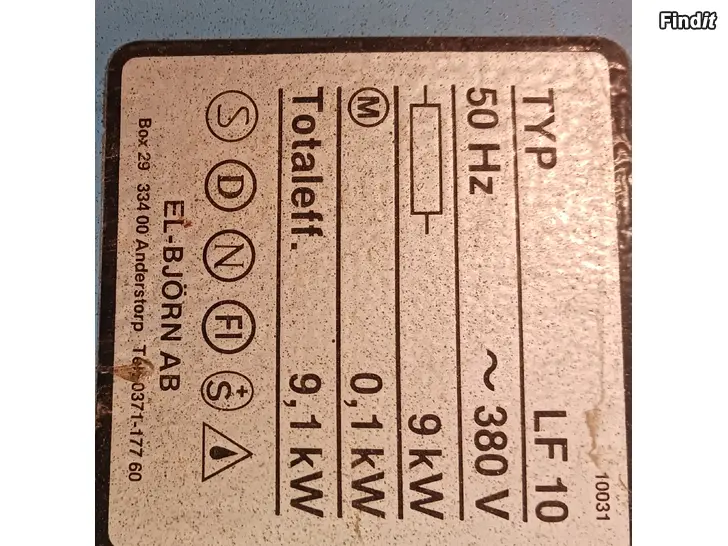 Findit
10031
TYP LF 10
50 Hz ~ 380 V
9 kW
M 0,1 kW
Totaleff. 9,1 kW
S D N FI +S
EL-BJÖRN AB
Box 29 334 00 Anderstorp Tel. 0371-177 60